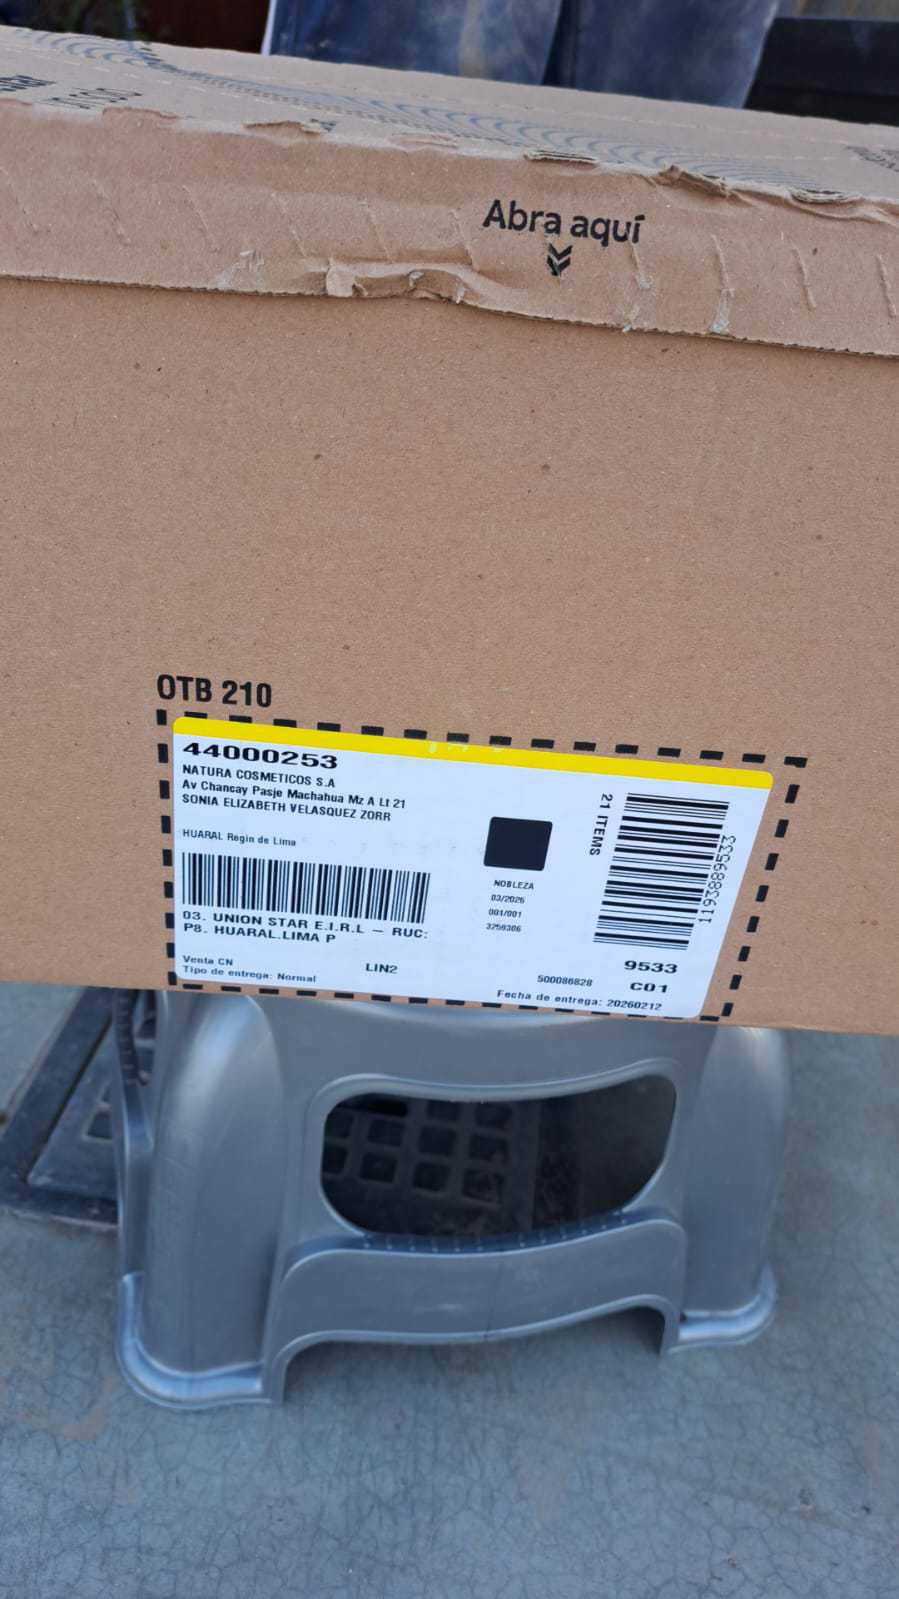 Abra aquí
OTB 210
44000253
NATURA COSMETICOS S.A
Av Chancay Pasje Machahua Mz A Lt 21
SONIA ELIZABETH VELASQUEZ ZORR
HUARAL Regin de Lima
03. UNION STAR E.I.R.L – RUC:
P8. HUARAL.LIMA P
Venta CN
Tipo de entrega: Normal
LIN2
NOBLEZA
03/2026
001/001
3256306
21 ITEMS
1193889533
9533
500086828
C01
Fecha de entrega: 20260212